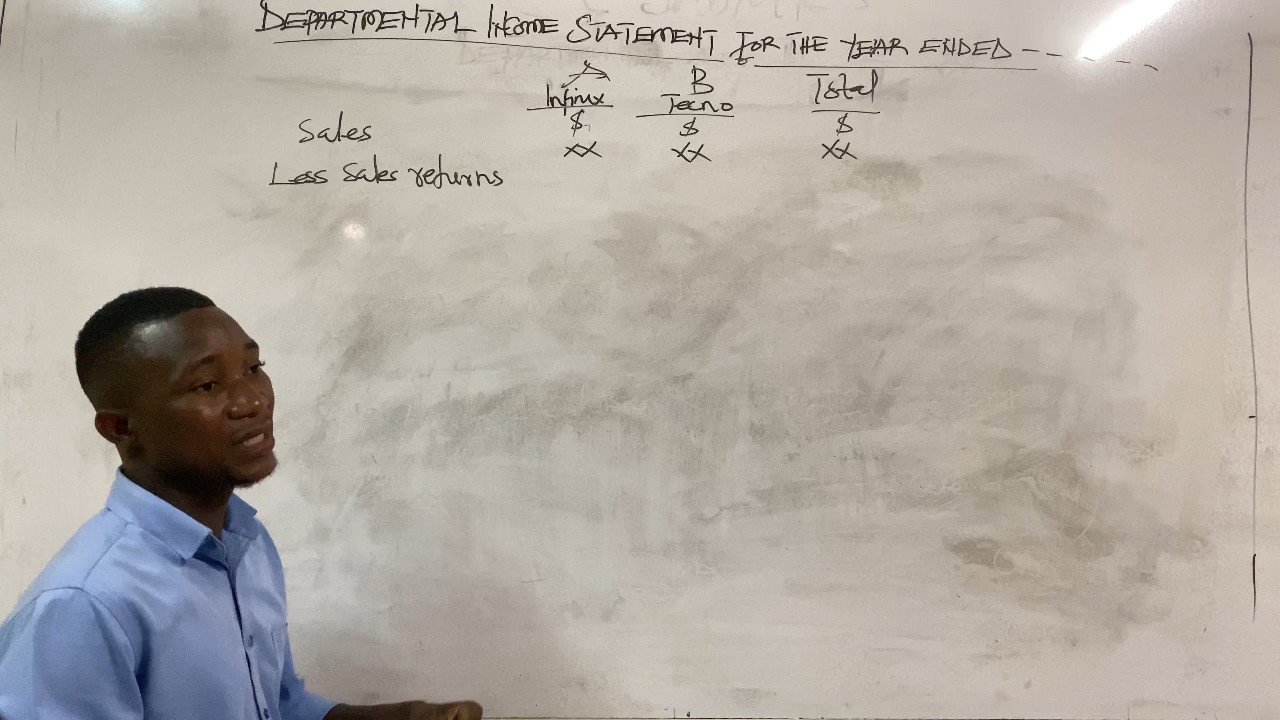 DEPARTMENTAL INCOME STATEMENT FOR THE YEAR ENDED - - - - -
A B Total
Infinix Tecno
$ $ $
Sales xx xx xx
Less Sales returns